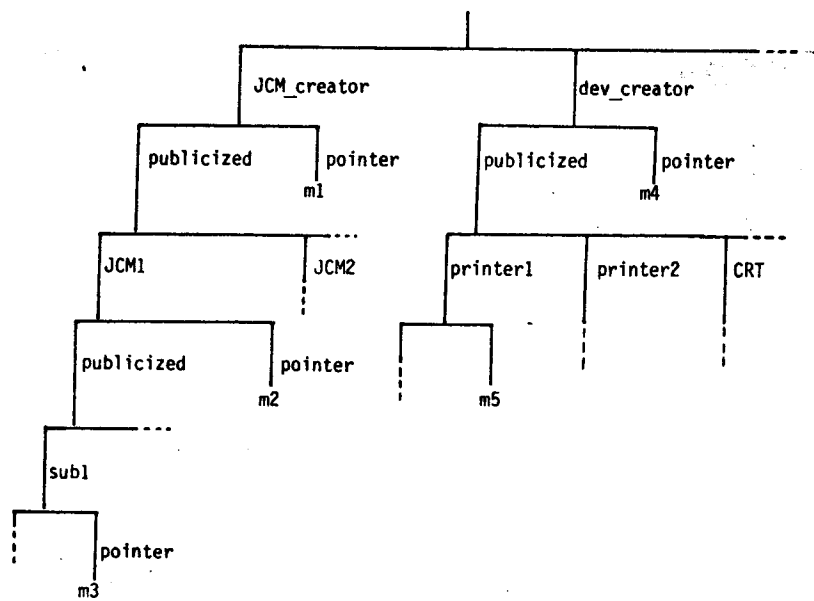 JCM_creator
dev_creator
publicized
pointer
publicized
pointer
m1
m4
JCM1
JCM2
printer1
printer2
CRT
publicized
pointer
m2
m5
sub1
pointer
m3